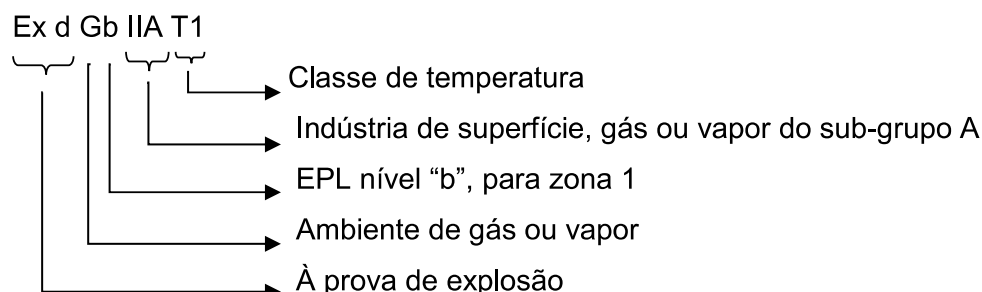 Ex d Gb IIA T1
Classe de temperatura
Indústria de superfície, gás ou vapor do sub-grupo A
EPL nível “b”, para zona 1
Ambiente de gás ou vapor
À prova de explosão